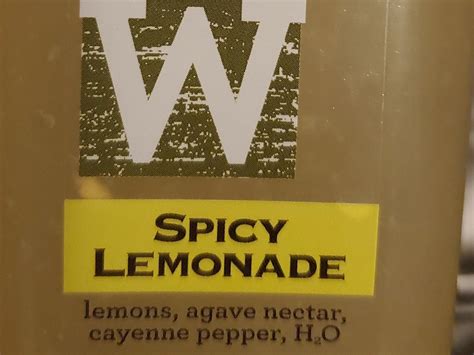 W
SPICY
LEMONADE
lemons, agave nectar,
cayenne pepper, H₂O